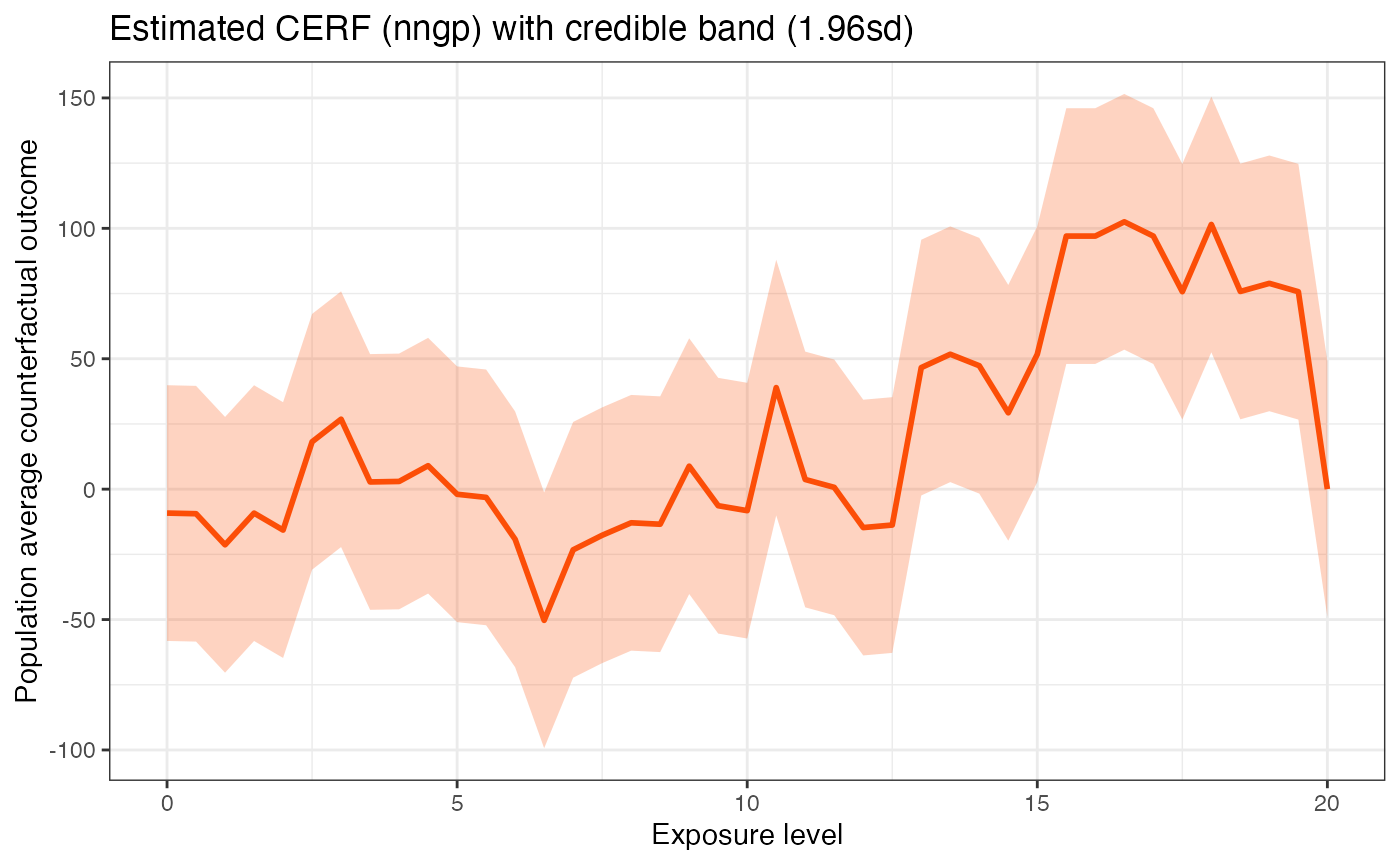 Estimated CERF (nngp) with credible band (1.96sd)
Population average counterfactual outcome
150
100
50
0
-50
-100
0 5 10 15 20
Exposure level